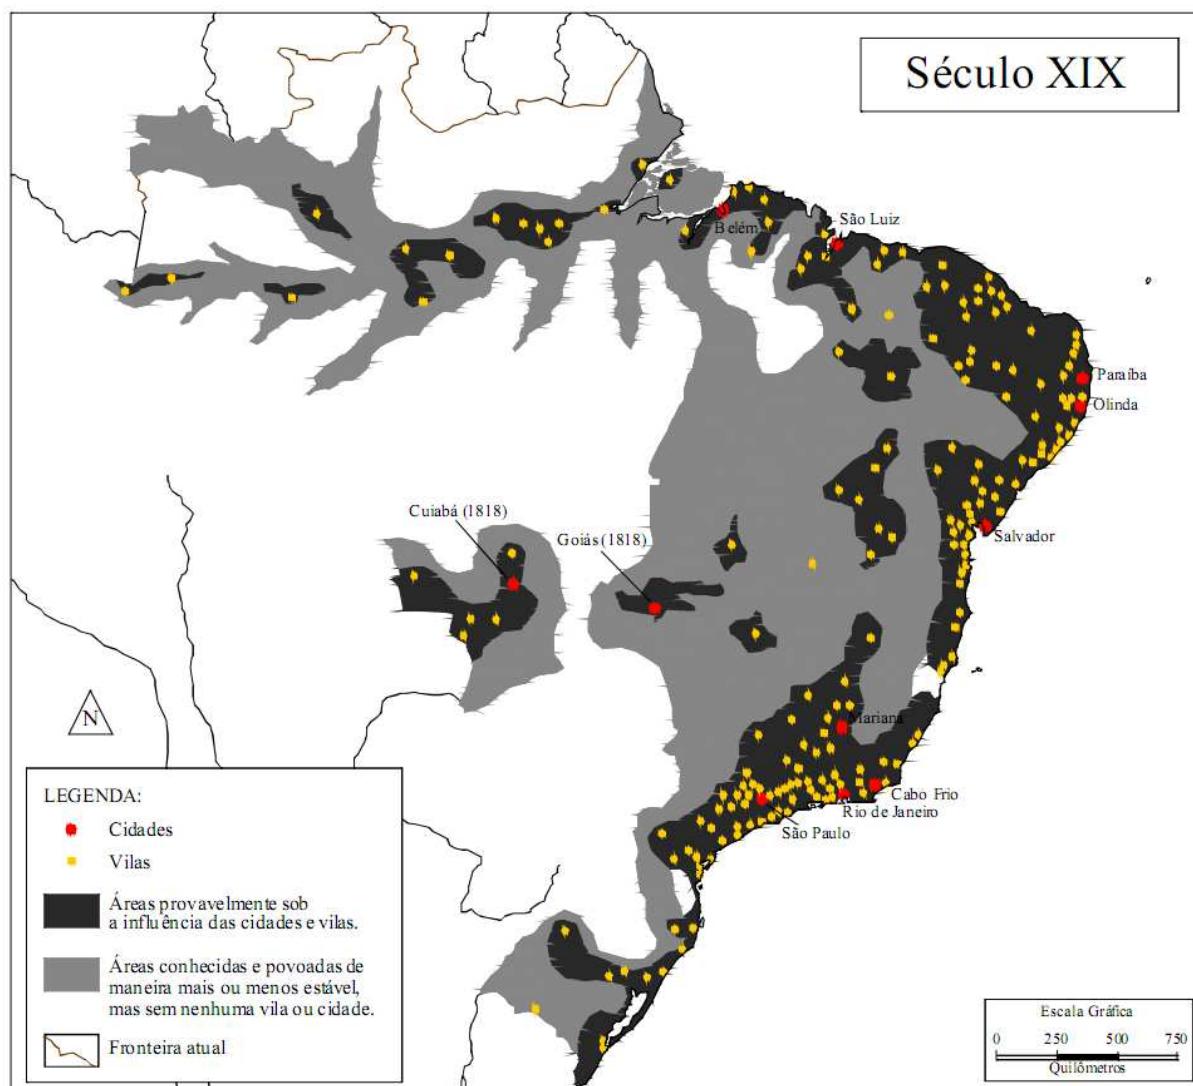 Século XIX
São Luiz
Belém
Paraíba
Olinda
Cuiabá (1818)
Goiás (1818)
Salvador
N
Mariana
Cabo Frio
Rio de Janeiro
São Paulo
LEGENDA:
Cidades
Vilas
Áreas provavelmente sob
a influência das cidades e vilas.
Áreas conhecidas e povoadas de
maneira mais ou menos estável,
mas sem nenhuma vila ou cidade.
Fronteira atual
Escala Gráfica
0 250 500 750
Quilômetros